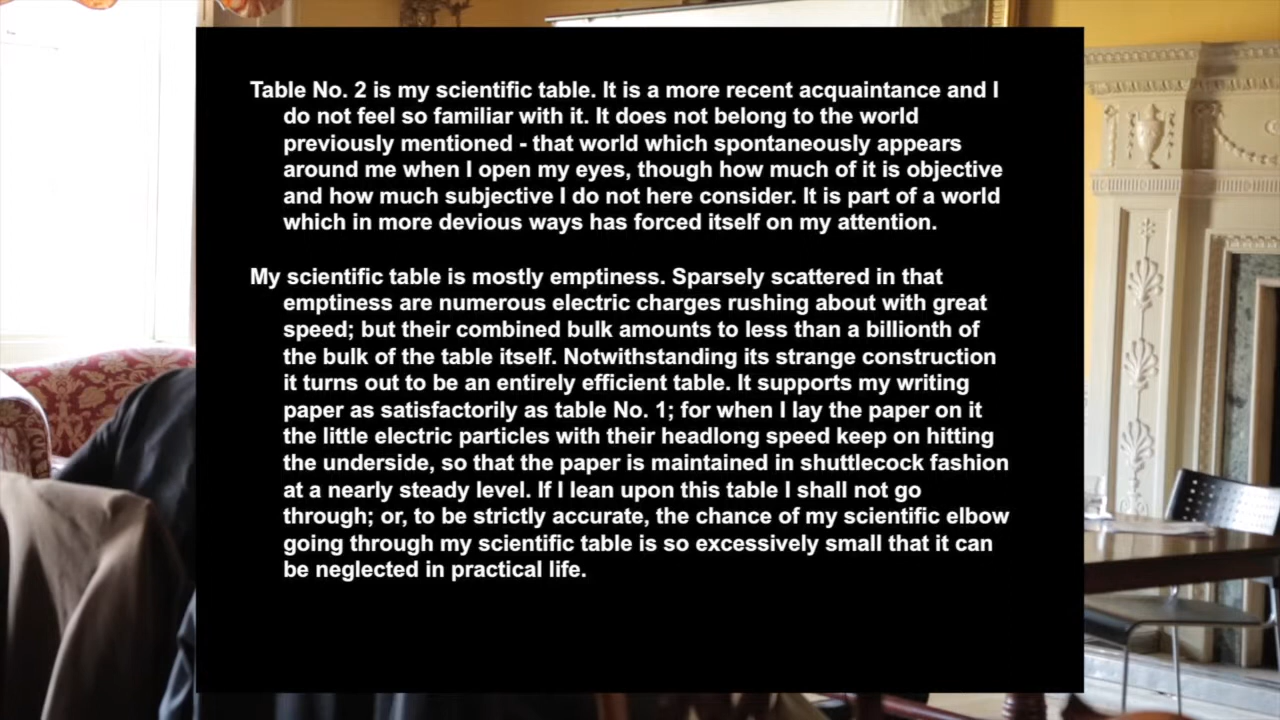 Table No. 2 is my scientific table. It is a more recent acquaintance and I
do not feel so familiar with it. It does not belong to the world
previously mentioned - that world which spontaneously appears
around me when I open my eyes, though how much of it is objective
and how much subjective I do not here consider. It is part of a world
which in more devious ways has forced itself on my attention.
My scientific table is mostly emptiness. Sparsely scattered in that
emptiness are numerous electric charges rushing about with great
speed; but their combined bulk amounts to less than a billionth of
the bulk of the table itself. Notwithstanding its strange construction
it turns out to be an entirely efficient table. It supports my writing
paper as satisfactorily as table No. 1; for when I lay the paper on it
the little electric particles with their headlong speed keep on hitting
the underside, so that the paper is maintained in shuttlecock fashion
at a nearly steady level. If I lean upon this table I shall not go
through; or, to be strictly accurate, the chance of my scientific elbow
going through my scientific table is so excessively small that it can
be neglected in practical life.